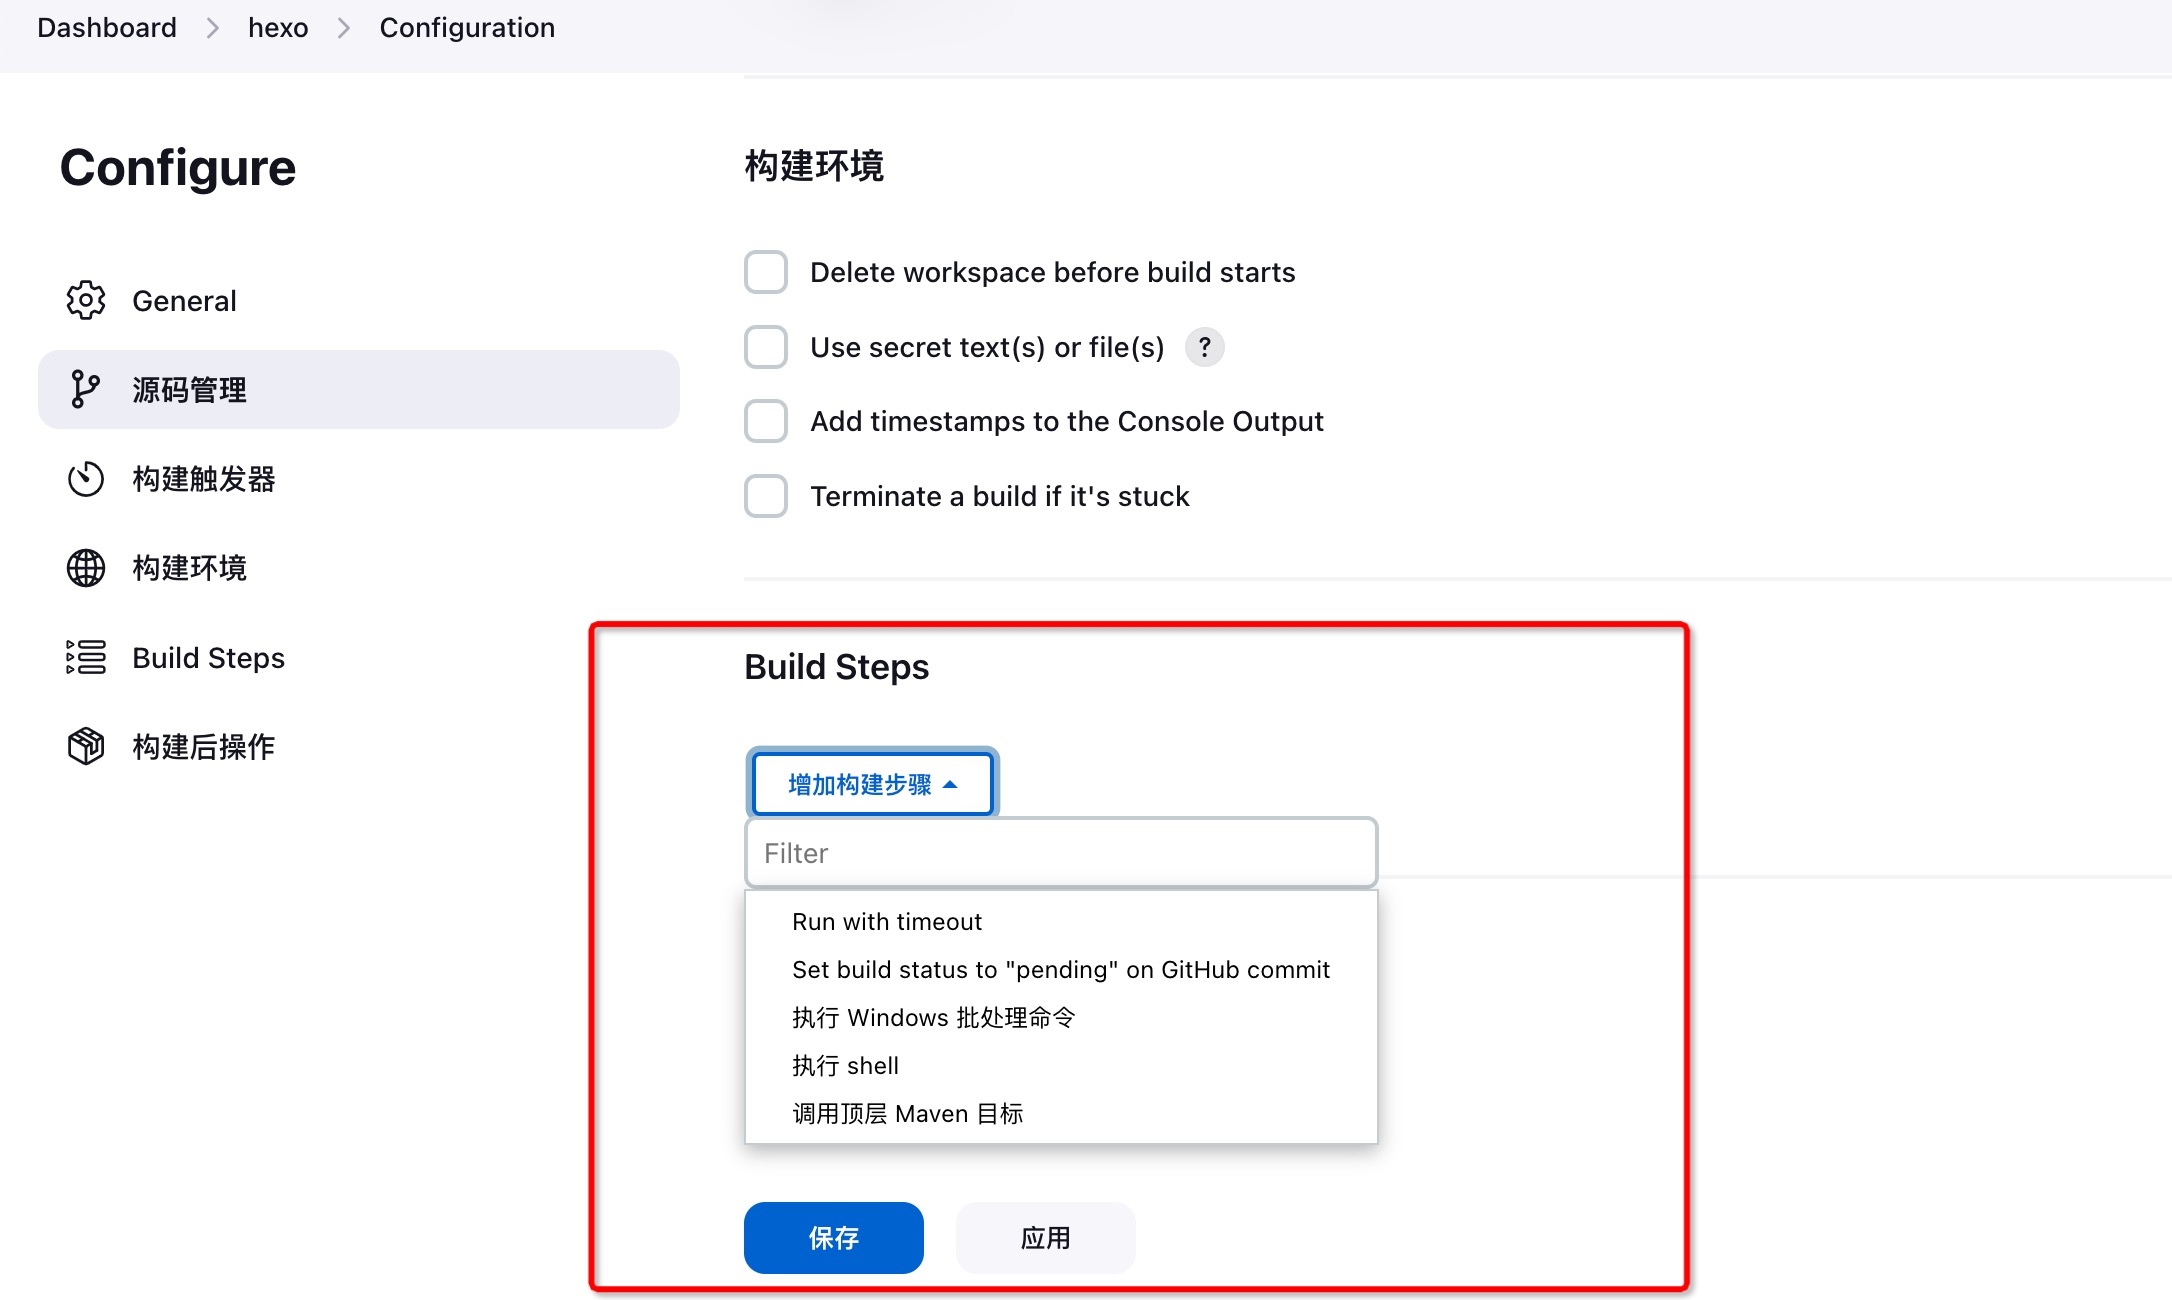 Dashboard > hexo > Configuration
Configure
General
源码管理
构建触发器
构建环境
Build Steps
构建后操作
构建环境
Delete workspace before build starts
Use secret text(s) or file(s) ?
Add timestamps to the Console Output
Terminate a build if it's stuck
Build Steps
增加构建步骤
Filter
Run with timeout
Set build status to "pending" on GitHub commit
执行 Windows 批处理命令
执行 shell
调用顶层 Maven 目标
保存 应用